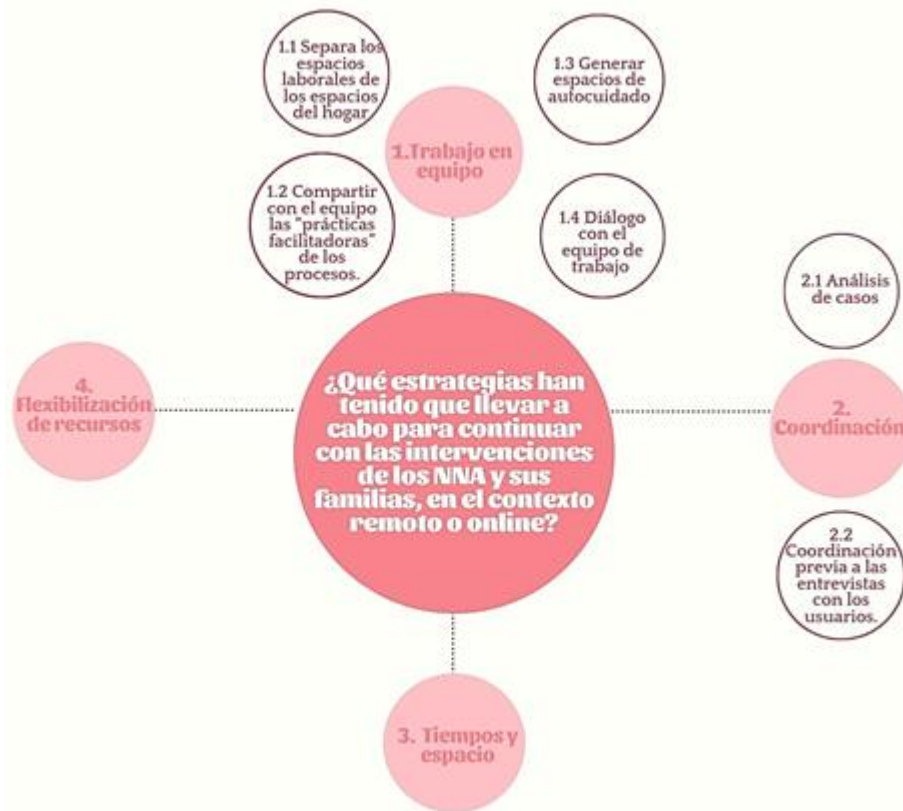 1.1 Separa los
espacios
laborales de
los espacios
del hogar
1.3 Generar
espacios de
autocuidado
1.Trabajo en
equipo
1.2 Compartir
con el equipo
las "prácticas
facilitadoras"
de los
procesos.
1.4 Diálogo
con el
equipo de
trabajo
2.1 Análisis
de casos
4.
Flexibilización
de recursos
¿Qué estrategias han
tenido que llevar a
cabo para continuar
con las intervenciones
de los NNA y sus
familias, en el contexto
remoto o online?
2.
Coordinación
2.2
Coordinación
previa a las
entrevistas
con los
usuarios.
3. Tiempos y
espacio